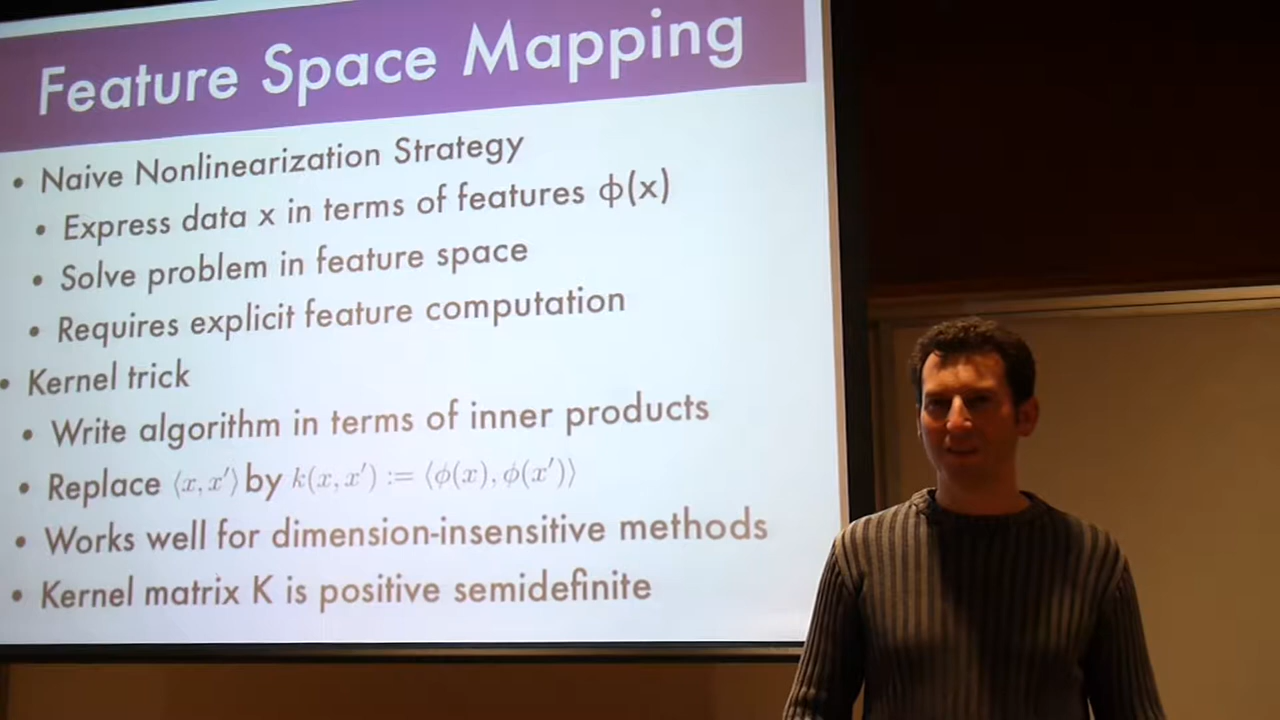 Feature Space Mapping
• Naive Nonlinearization Strategy
• Express data x in terms of features ϕ(x)
• Solve problem in feature space
• Requires explicit feature computation
• Kernel trick
• Write algorithm in terms of inner products
• Replace ⟨x, x′⟩ by k(x, x′) := ⟨ϕ(x), ϕ(x′)⟩
• Works well for dimension-insensitive methods
• Kernel matrix K is positive semidefinite